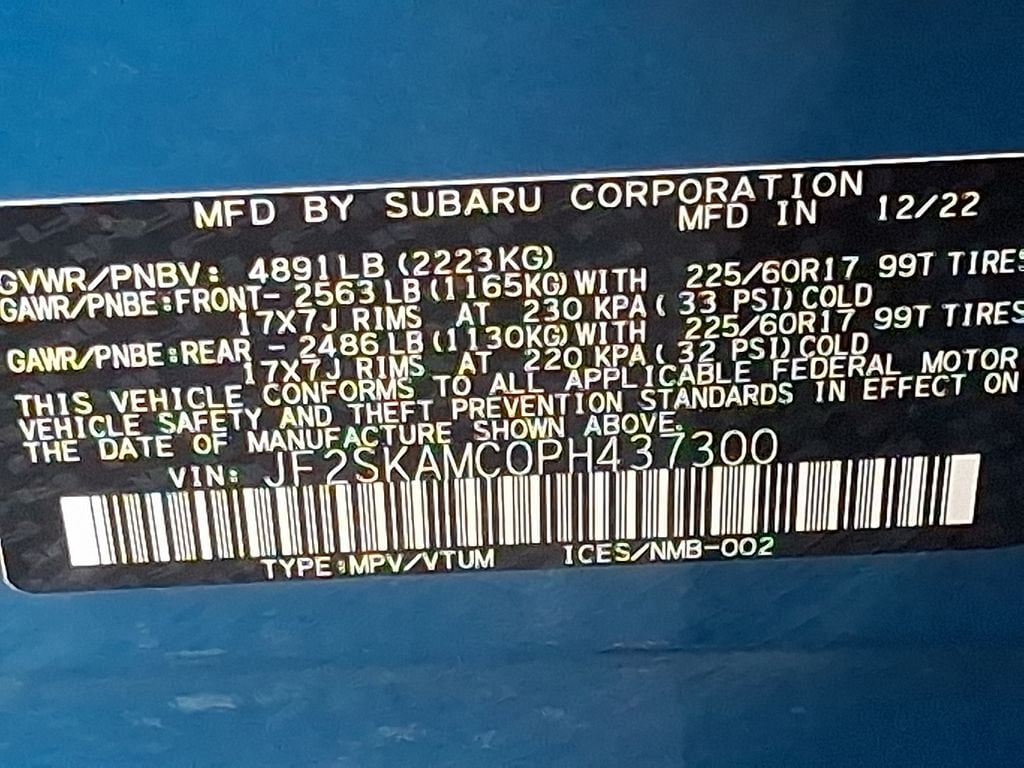 MFD BY SUBARU CORPORATION
MFD IN 12/22
GVWR/PNBV: 4891LB (2223KG)
GAWR/PNBE:FRONT- 2563 LB (1165KG) WITH 225/60R17 99T TIRES
17X7J RIMS AT 230 KPA ( 33 PSI) COLD
GAWR/PNBE:REAR - 2486 LB (1130KG) WITH 225/60R17 99T TIRES
17X7J RIMS AT 220 KPA ( 32 PSI) COLD
THIS VEHICLE CONFORMS TO ALL APPLICABLE FEDERAL MOTOR
VEHICLE SAFETY AND THEFT PREVENTION STANDARDS IN EFFECT ON
THE DATE OF MANUFACTURE SHOWN ABOVE.
VIN: JF2SKAMC0PH437300
TYPE:MPV/VTUM ICES/NMB-002